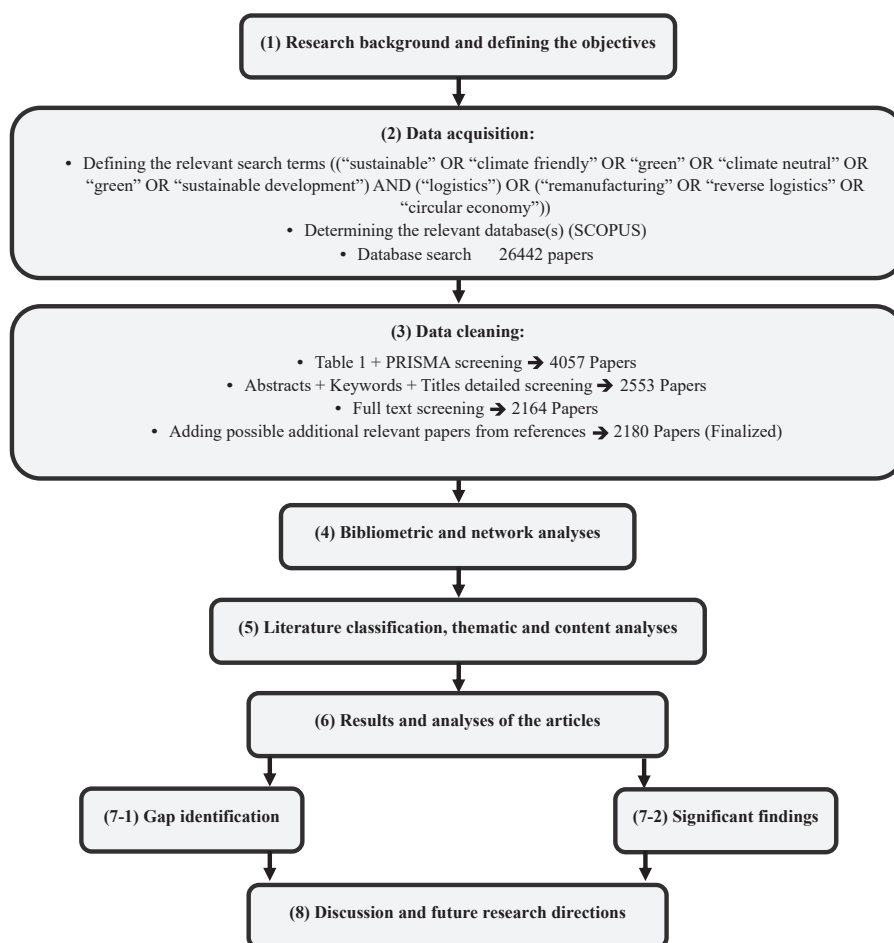 (1) Research background and defining the objectives
(2) Data acquisition:
• Defining the relevant search terms ((“sustainable” OR “climate friendly” OR “green” OR “climate neutral” OR
“green” OR “sustainable development”) AND (“logistics”) OR (“remanufacturing” OR “reverse logistics” OR
“circular economy”))
• Determining the relevant database(s) (SCOPUS)
• Database search 26442 papers
(3) Data cleaning:
• Table 1 + PRISMA screening ➔ 4057 Papers
• Abstracts + Keywords + Titles detailed screening ➔ 2553 Papers
• Full text screening ➔ 2164 Papers
• Adding possible additional relevant papers from references ➔ 2180 Papers (Finalized)
(4) Bibliometric and network analyses
(5) Literature classification, thematic and content analyses
(6) Results and analyses of the articles
(7-1) Gap identification
(7-2) Significant findings
(8) Discussion and future research directions